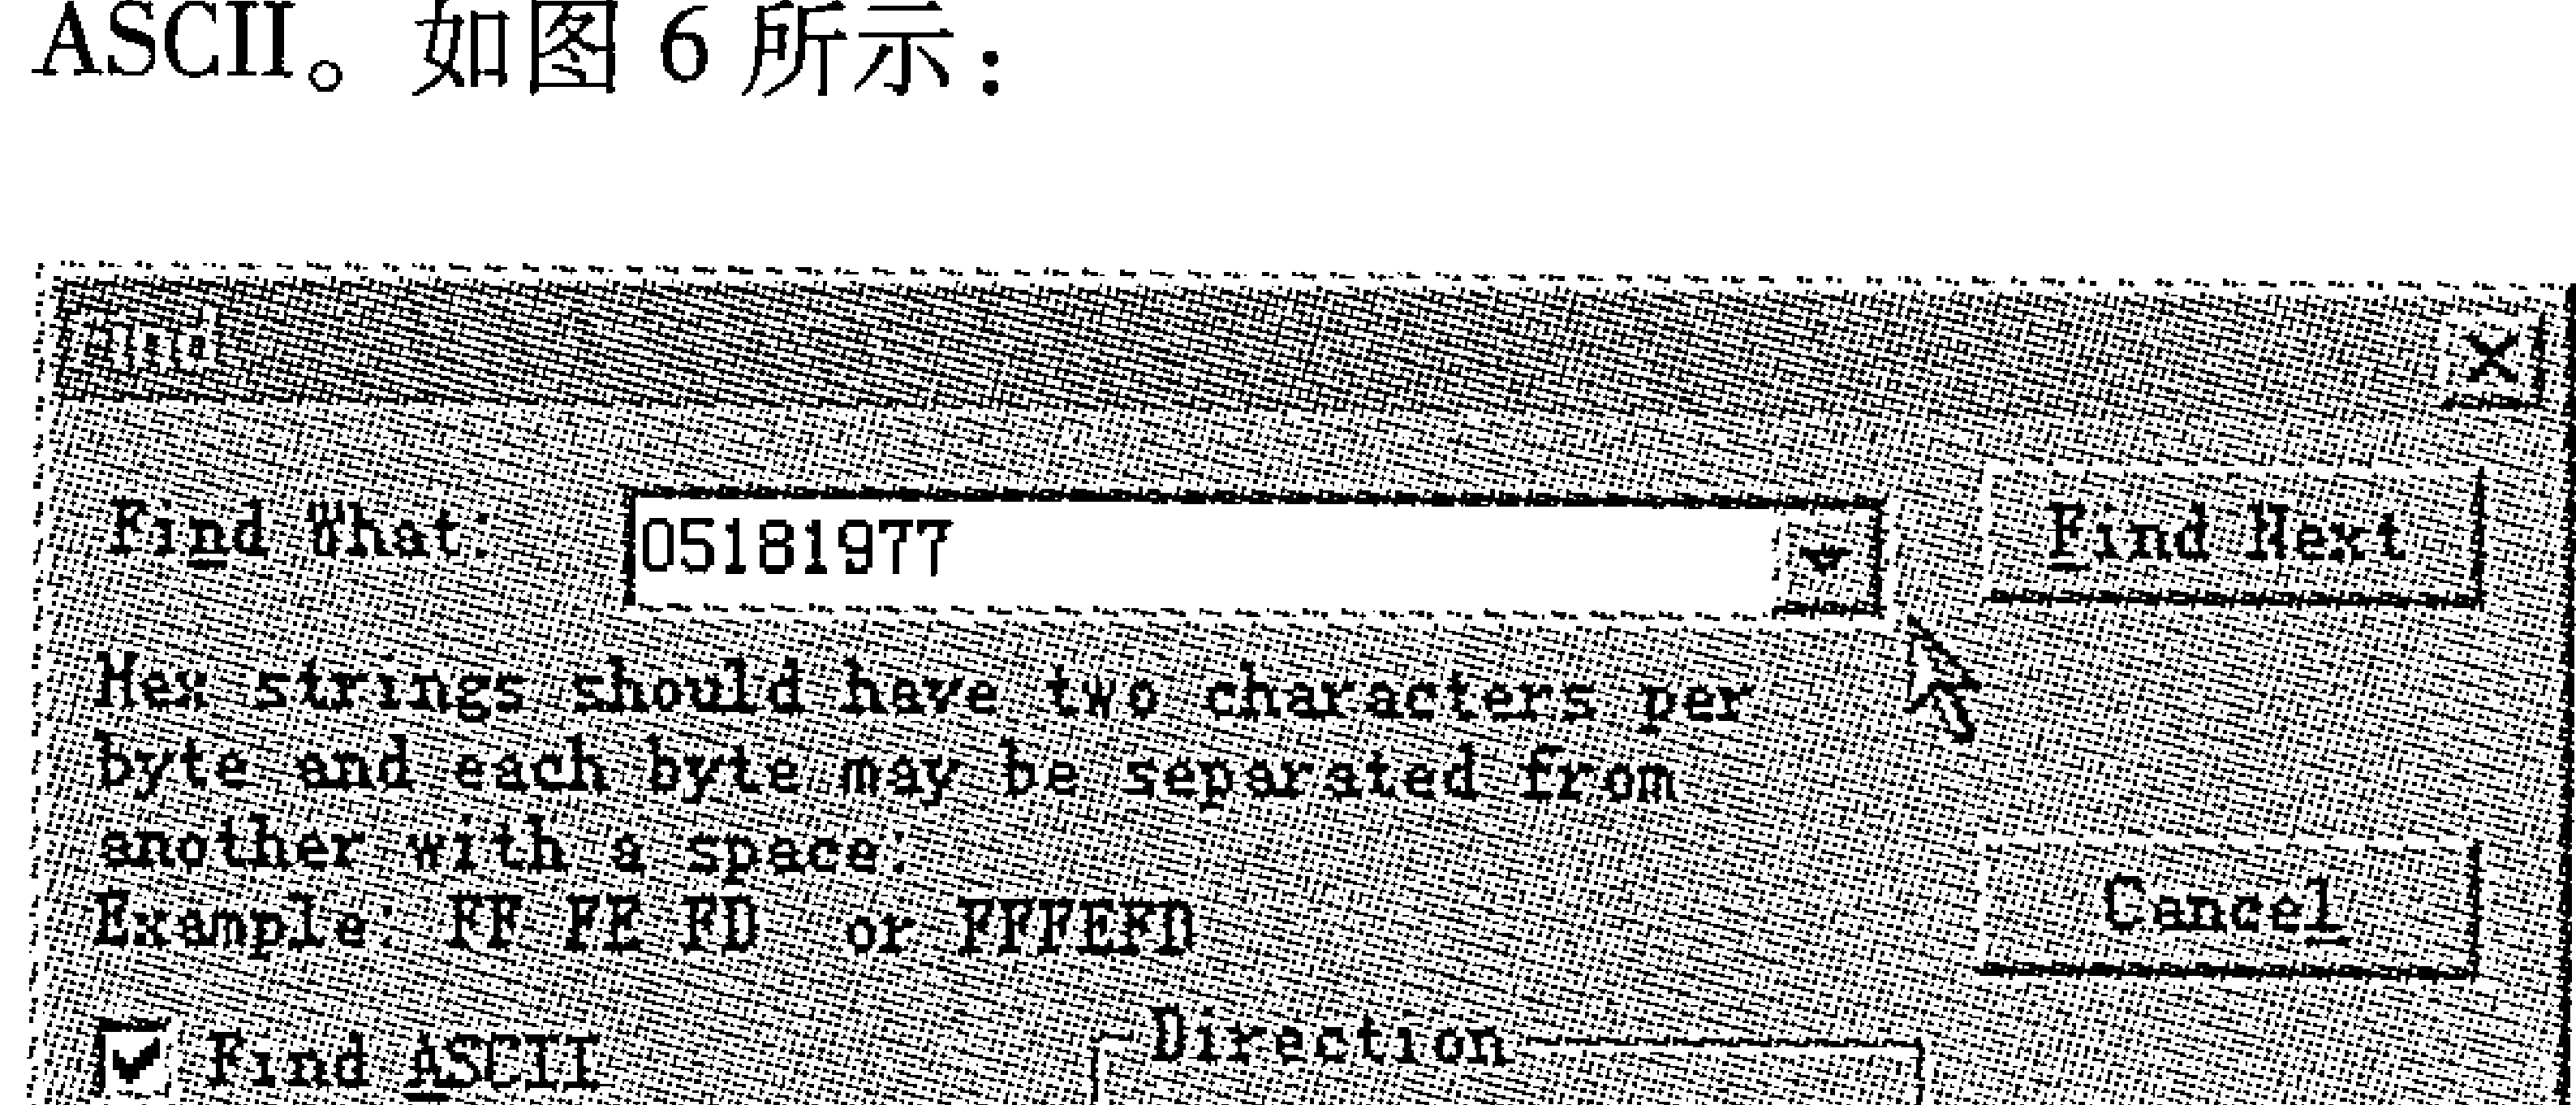 ASCII。如图 6 所示：
Find
Find What: 05181977 Find Next
Hex strings should have two characters per
byte and each byte may be separated from
another with a space:
Example: FF FE FD or FFFEFD
Cancel
Find ASCII Direction